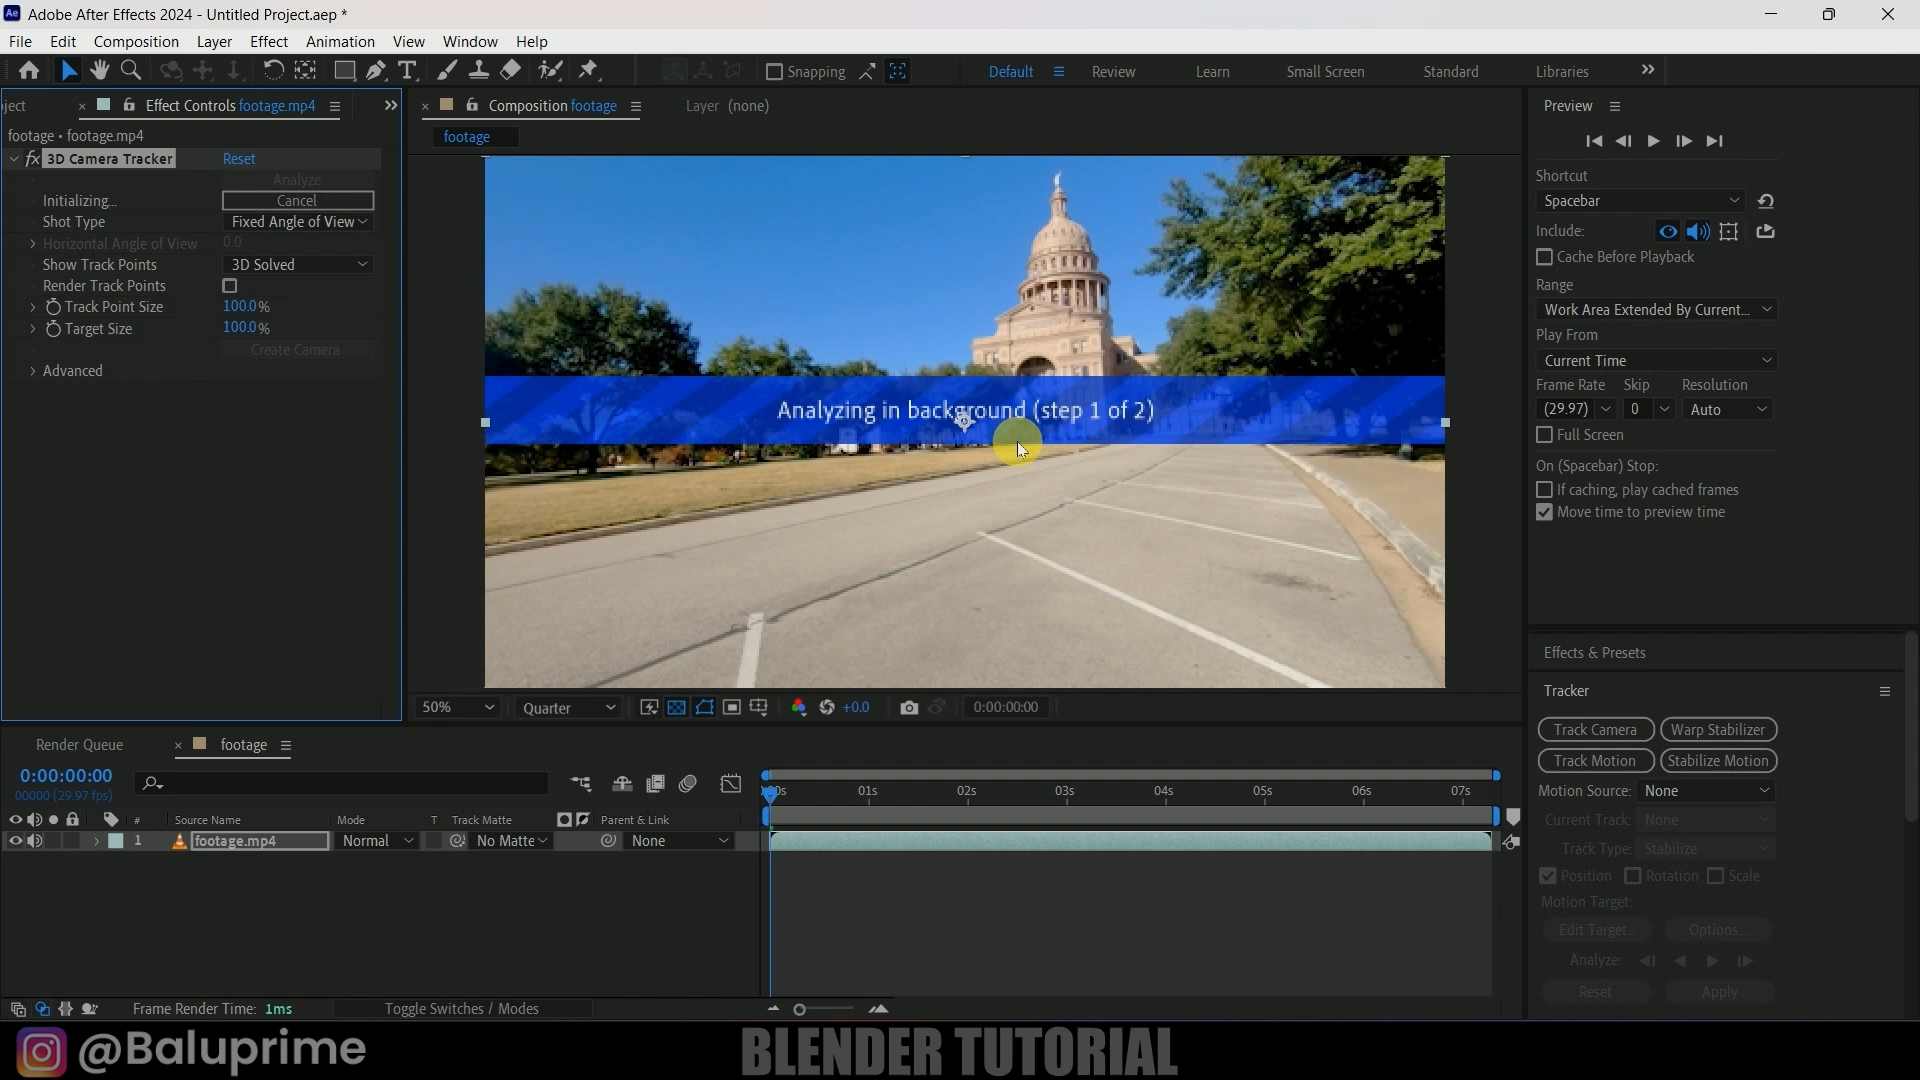 Ae Adobe After Effects 2024 - Untitled Project.aep *
File Edit Composition Layer Effect Animation View Window Help
Snapping Default Review Learn Small Screen Standard Libraries
ject Effect Controls footage.mp4
footage • footage.mp4
fx 3D Camera Tracker Reset
Analyze
Initializing... Cancel
Shot Type Fixed Angle of View
Horizontal Angle of View 0.0
Show Track Points 3D Solved
Render Track Points
Track Point Size 100.0%
Target Size 100.0%
Create Camera
Advanced
Composition footage Layer (none)
footage
Analyzing in background (step 1 of 2)
50% Quarter +0.0 0:00:00:00
Preview
Shortcut
Spacebar
Include:
Cache Before Playback
Range
Work Area Extended By Current...
Play From
Current Time
Frame Rate Skip Resolution
(29.97) 0 Auto
Full Screen
On (Spacebar) Stop:
If caching, play cached frames
Move time to preview time
Effects & Presets
Tracker
Track Camera Warp Stabilizer
Track Motion Stabilize Motion
Motion Source: None
Current Track: None
Track Type: Stabilize
Position Rotation Scale
Motion Target:
Edit Target... Options...
Analyze:
Reset Apply
Render Queue footage
0:00:00:00
00000 (29.97 fps)
01s 02s 03s 04s 05s 06s 07s
# Source Name Mode T Track Matte Parent & Link
1 footage.mp4 Normal No Matte None
Frame Render Time: 1ms Toggle Switches / Modes
@Baluprime BLENDER TUTORIAL